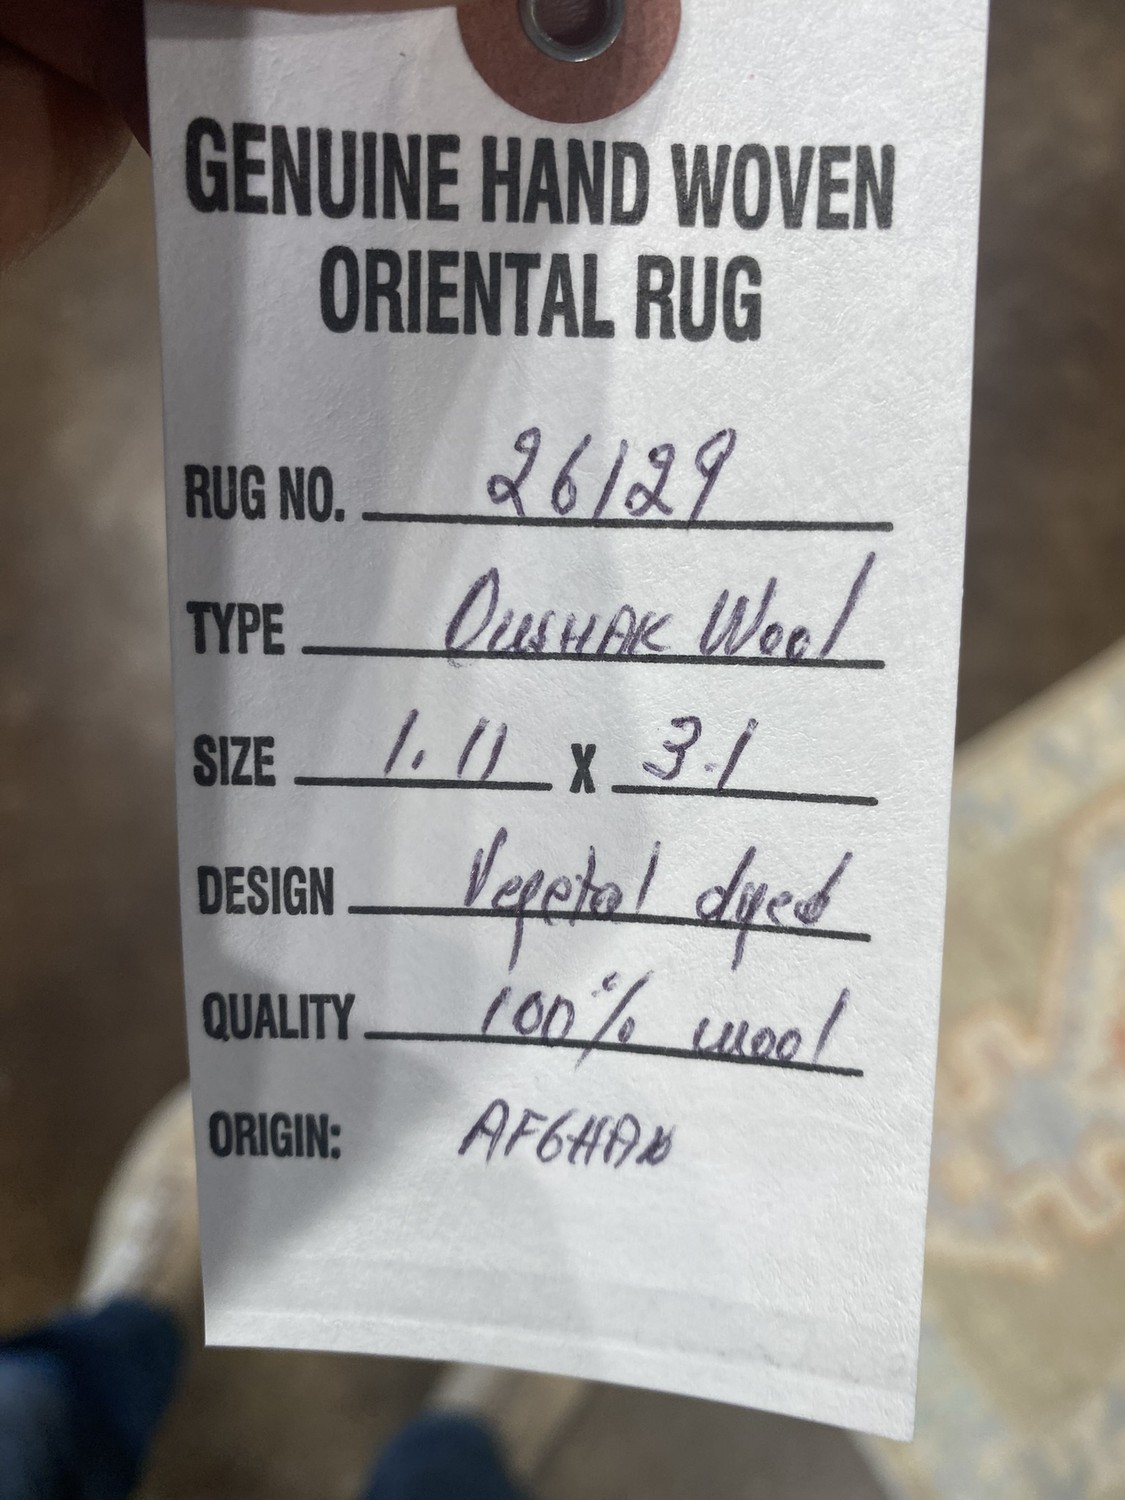 GENUINE HAND WOVEN
ORIENTAL RUG
RUG NO. 26129
TYPE Oushak Wool
SIZE 1.11 X 3.1
DESIGN Vegetal dyed
QUALITY 100% wool
ORIGIN: AFGHAN